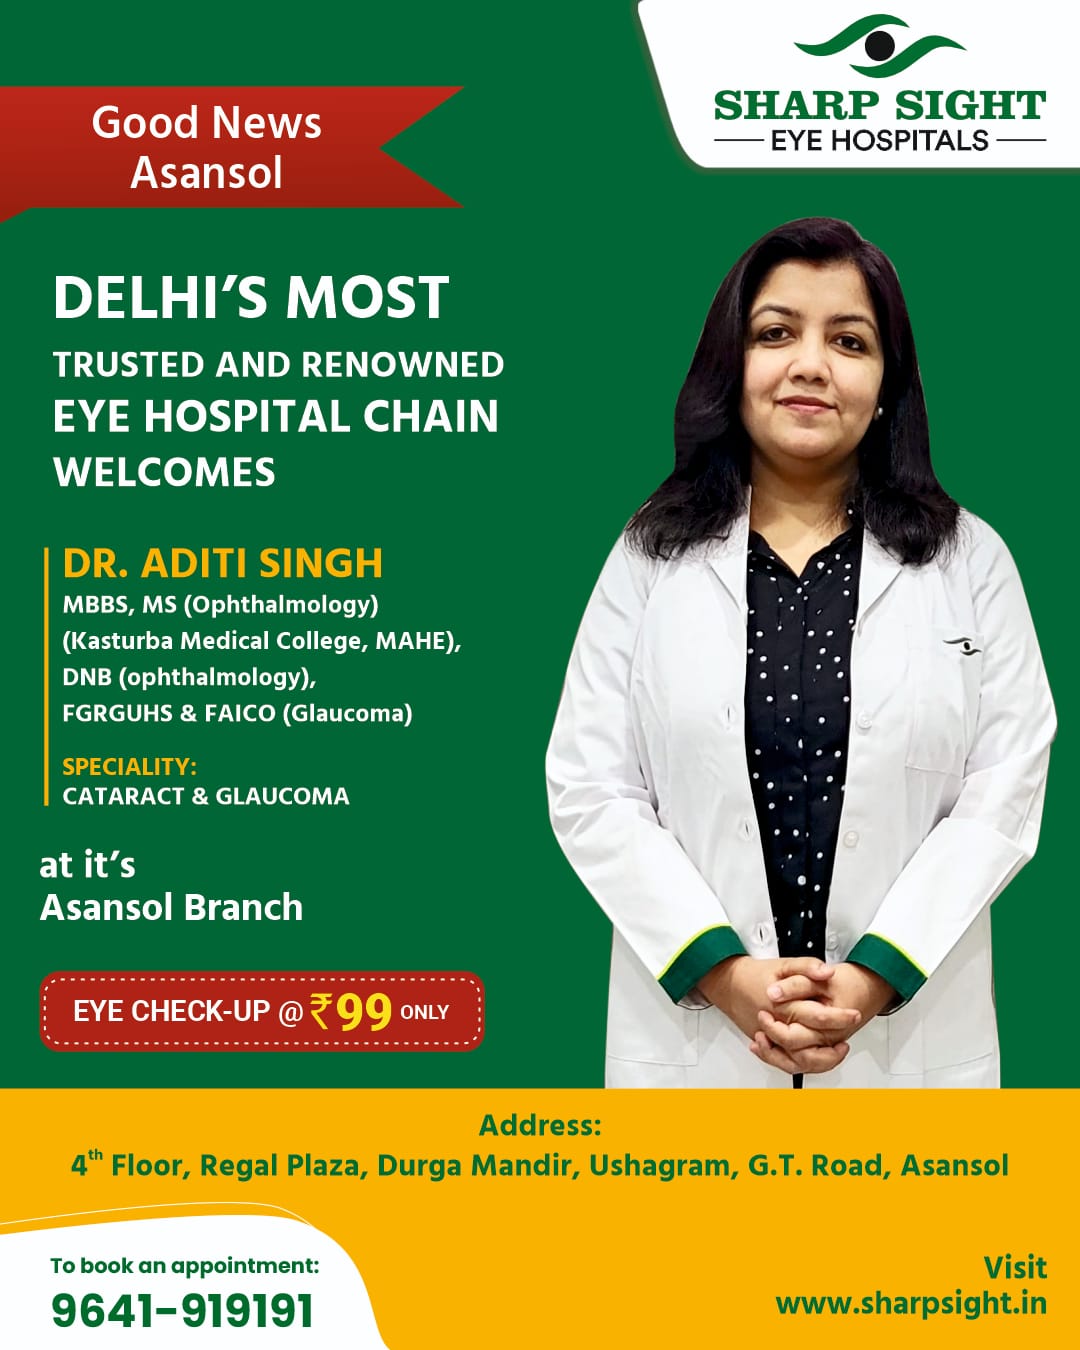 SHARP SIGHT
EYE HOSPITALS
Good News
Asansol
DELHI’S MOST
TRUSTED AND RENOWNED
EYE HOSPITAL CHAIN
WELCOMES
DR. ADITI SINGH
MBBS, MS (Ophthalmology)
(Kasturba Medical College, MAHE),
DNB (ophthalmology),
FGRGUHS & FAICO (Glaucoma)
SPECIALITY:
CATARACT & GLAUCOMA
at it’s
Asansol Branch
EYE CHECK-UP @ ₹99 ONLY
Address:
4th Floor, Regal Plaza, Durga Mandir, Ushagram, G.T. Road, Asansol
To book an appointment:
9641-919191
Visit
www.sharpsight.in